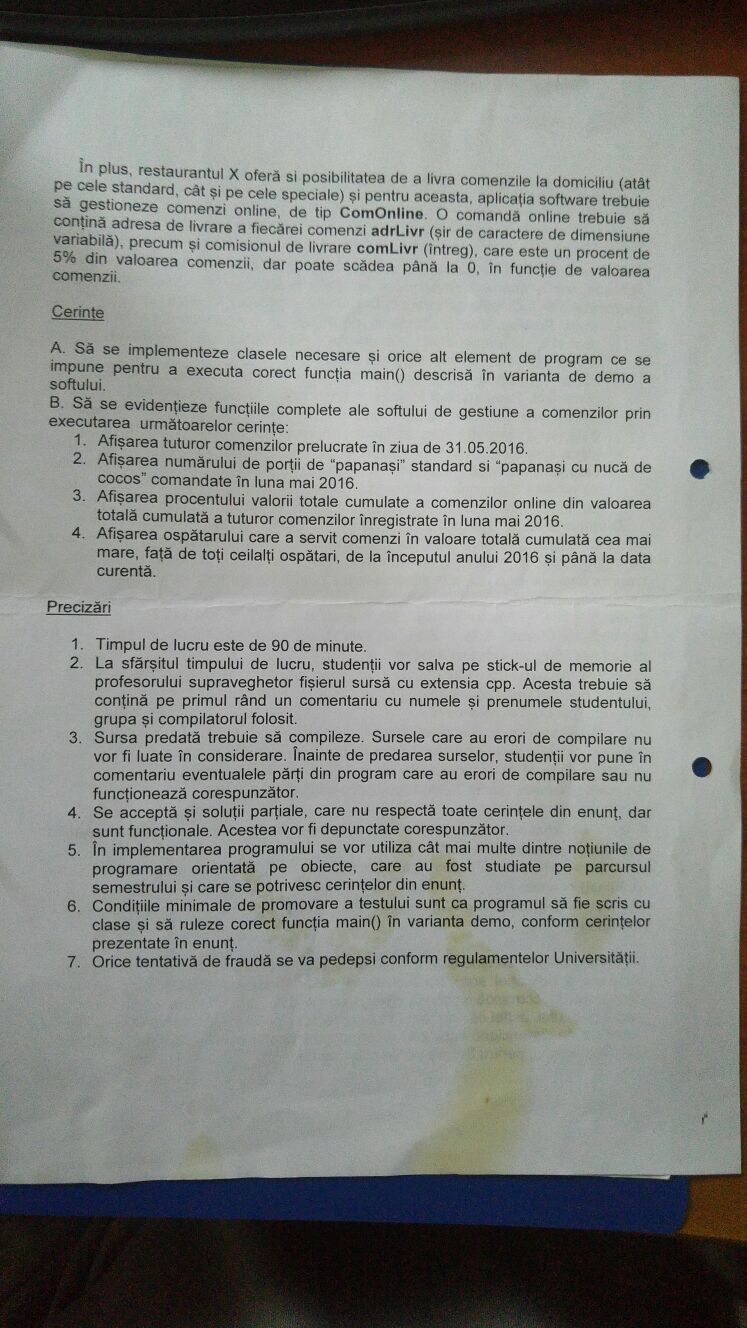 În plus, restaurantul X oferă si posibilitatea de a livra comenzile la domiciliu (atât
pe cele standard, cât și pe cele speciale) și pentru aceasta, aplicația software trebuie
să gestioneze comenzi online, de tip ComOnline. O comandă online trebuie să
conțină adresa de livrare a fiecărei comenzi adrLivr (șir de caractere de dimensiune
variabilă), precum și comisionul de livrare comLivr (întreg), care este un procent de
5% din valoarea comenzii, dar poate scădea până la 0, în funcție de valoarea
comenzii.
Cerințe
A. Să se implementeze clasele necesare și orice alt element de program ce se
impune pentru a executa corect funcția main() descrisă în varianta de demo a
softului.
B. Să se evidențieze funcțiile complete ale softului de gestiune a comenzilor prin
executarea următoarelor cerințe:
1. Afișarea tuturor comenzilor prelucrate în ziua de 31.05.2016.
2. Afișarea numărului de porții de “papanași” standard si “papanași cu nucă de
cocos” comandate în luna mai 2016.
3. Afișarea procentului valorii totale cumulate a comenzilor online din valoarea
totală cumulată a tuturor comenzilor înregistrate în luna mai 2016.
4. Afișarea ospătarului care a servit comenzi în valoare totală cumulată cea mai
mare, față de toți ceilalți ospătari, de la începutul anului 2016 și până la data
curentă.
Precizări
1. Timpul de lucru este de 90 de minute.
2. La sfărșitul timpului de lucru, studenții vor salva pe stick-ul de memorie al
profesorului supraveghetor fișierul sursă cu extensia cpp. Acesta trebuie să
conțină pe primul rând un comentariu cu numele și prenumele studentului,
grupa și compilatorul folosit.
3. Sursa predată trebuie să compileze. Sursele care au erori de compilare nu
vor fi luate în considerare. Înainte de predarea surselor, studenții vor pune în
comentariu eventualele părți din program care au erori de compilare sau nu
funcționează corespunzător.
4. Se acceptă și soluții parțiale, care nu respectă toate cerințele din enunț, dar
sunt funcționale. Acestea vor fi depunctate corespunzător.
5. În implementarea programului se vor utiliza cât mai multe dintre noțiunile de
programare orientată pe obiecte, care au fost studiate pe parcursul
semestrului și care se potrivesc cerințelor din enunț.
6. Condițiile minimale de promovare a testului sunt ca programul să fie scris cu
clase și să ruleze corect funcția main() în varianta demo, conform cerințelor
prezentate în enunț.
7. Orice tentativă de fraudă se va pedepsi conform regulamentelor Universității.